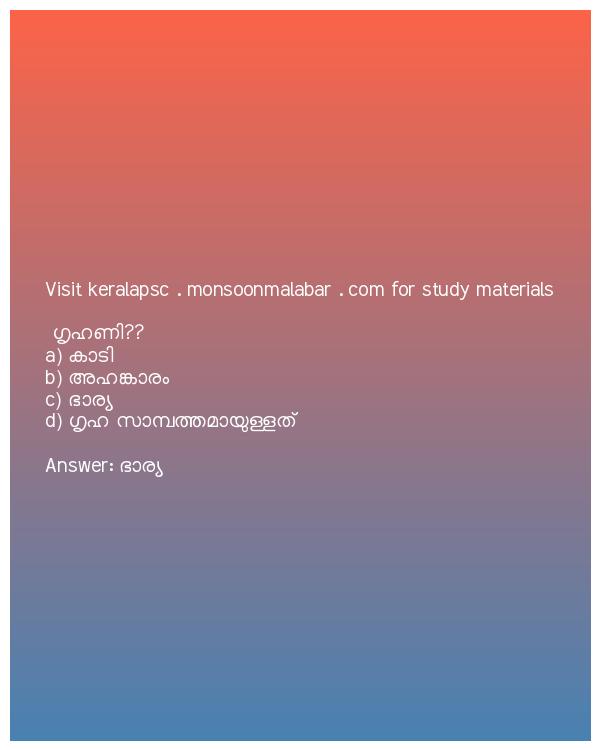 Visit keralapsc . monsoonmalabar . com for study materials
ഗൃഹണി??
a) കാടി
b) അഹങ്കാരം
c) ഭാര്യ
d) ഗൃഹ സാമ്പത്തമായുള്ളത്
Answer: ഭാര്യ